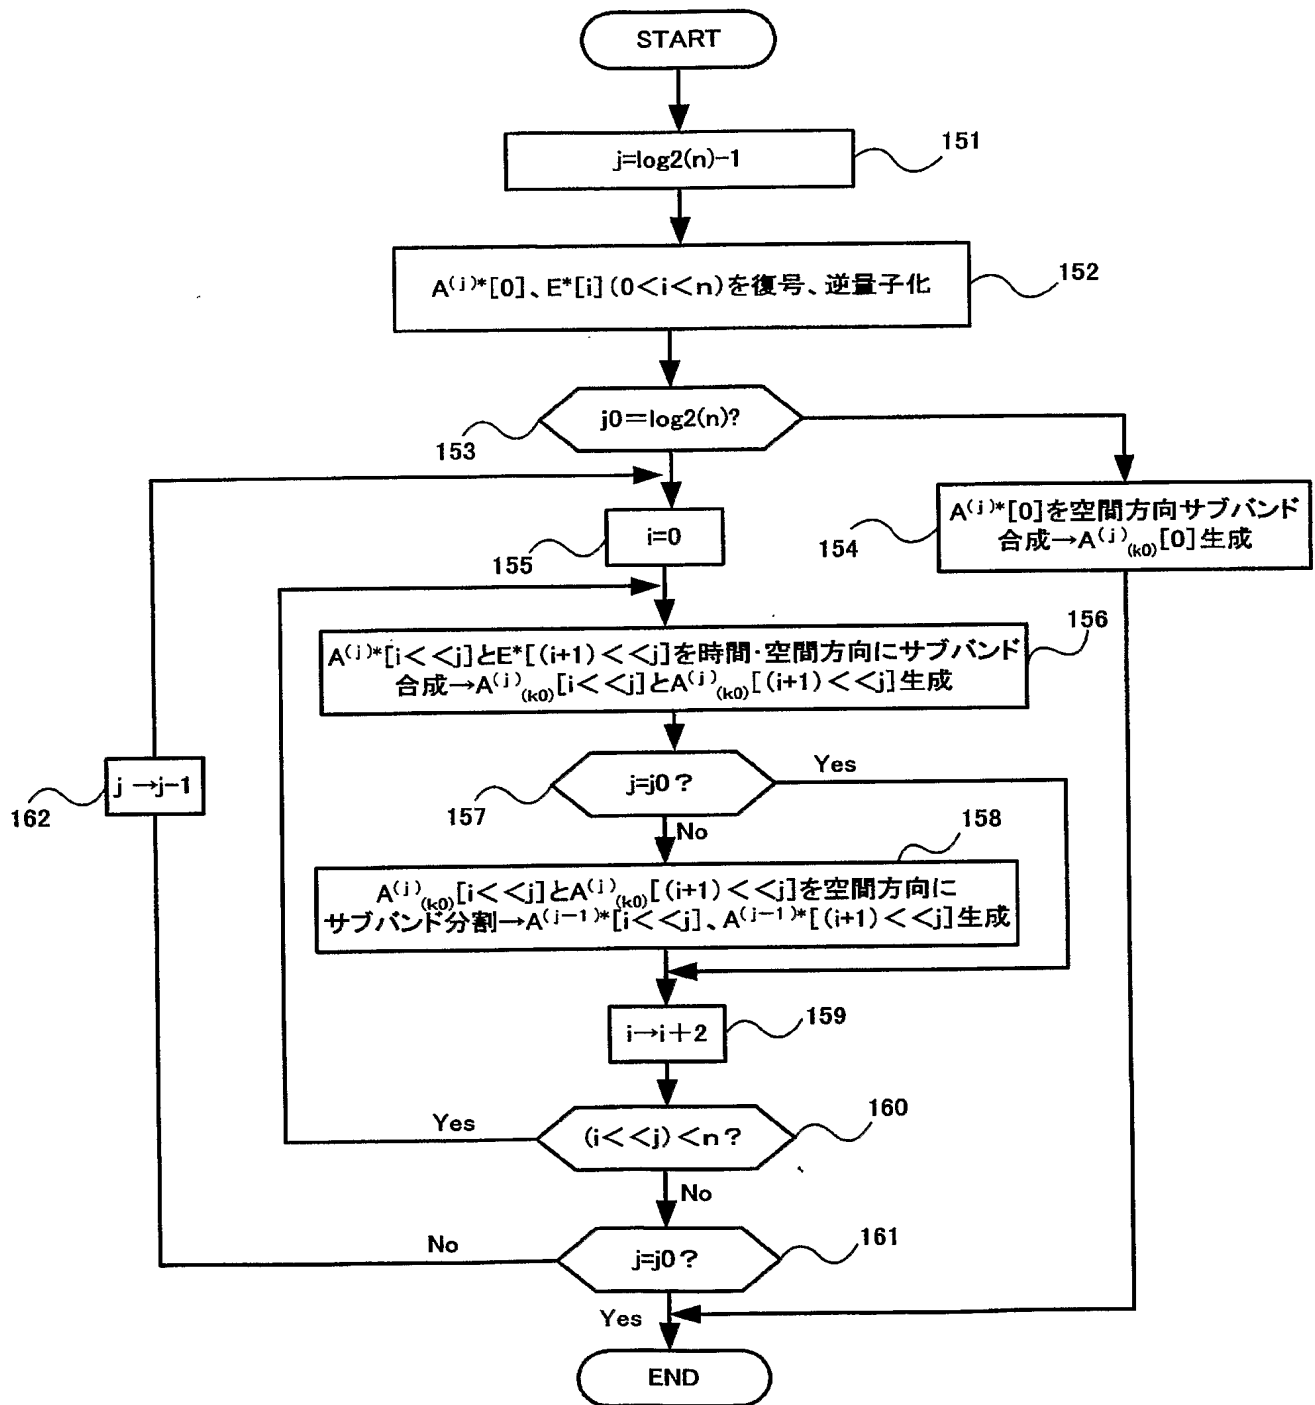 START
j=log2(n)-1
151
A(j)*[0]、E*[i](0<i<n)を復号、逆量子化
152
j0=log2(n)?
153
A(j)*[0]を空間方向サブバンド
合成→A(j)(k0)[0]生成
154
i=0
155
A(j)*[i<<j]とE*[(i+1)<<j]を時間・空間方向にサブバンド
合成→A(j)(k0)[i<<j]とA(j)(k0)[(i+1)<<j]生成
156
j=j0?
Yes
157
No
158
A(j)(k0)[i<<j]とA(j)(k0)[(i+1)<<j]を空間方向に
サブバンド分割→A(j-1)*[i<<j]、A(j-1)*[(i+1)<<j]生成
j→j-1
162
i→i+2
159
Yes
(i<<j)<n?
160
No
No
j=j0?
161
Yes
END